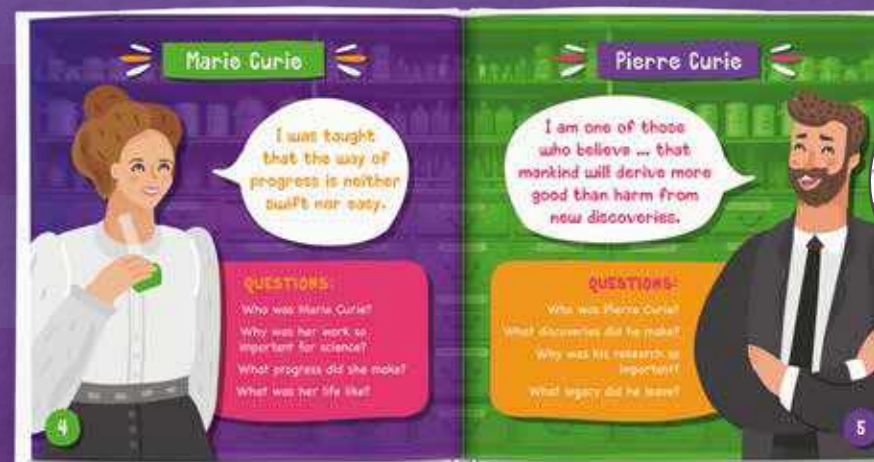 Marie Curie
I was taught
that the way of
progress is neither
swift nor easy.
QUESTIONS:
Who was Marie Curie?
Why was her work so
important for science?
What progress did she make?
What was her life like?
4
Pierre Curie
I am one of those
who believe ... that
mankind will derive more
good than harm from
new discoveries.
QUESTIONS:
Who was Pierre Curie?
What discoveries did he make?
Why was his research so
important?
What legacy did he leave?
5